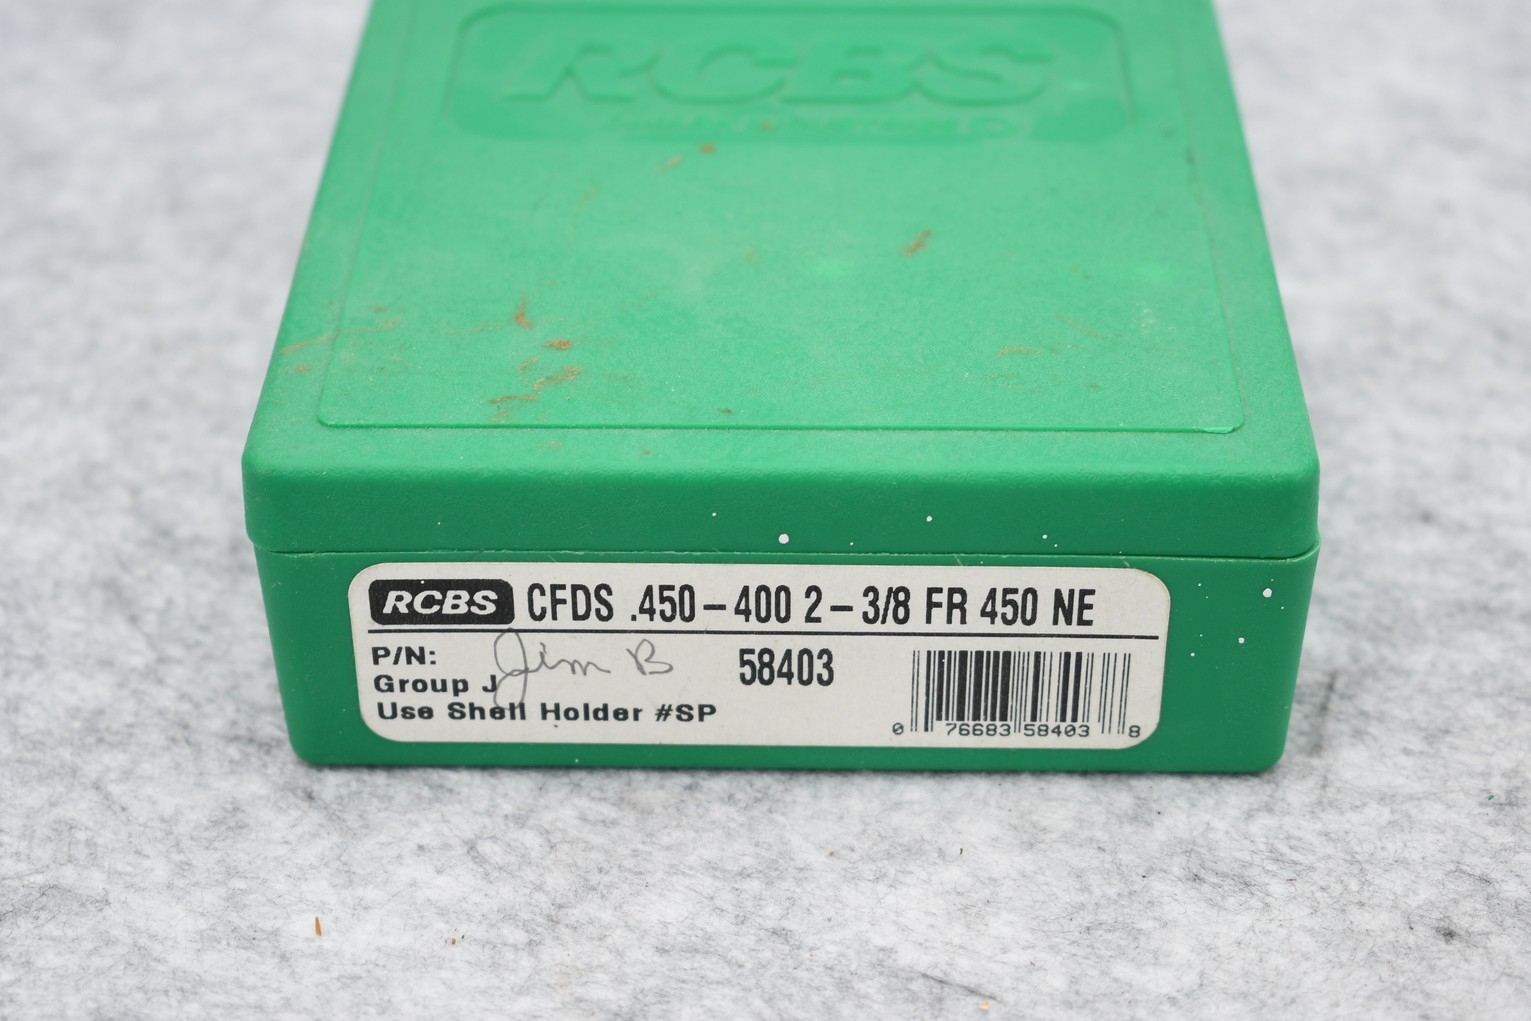 RCBS
RCBS CFDS .450-400 2-3/8 FR 450 NE
P/N: 58403
Jim B
Group J
Use Shell Holder #SP
0 76683 58403 8